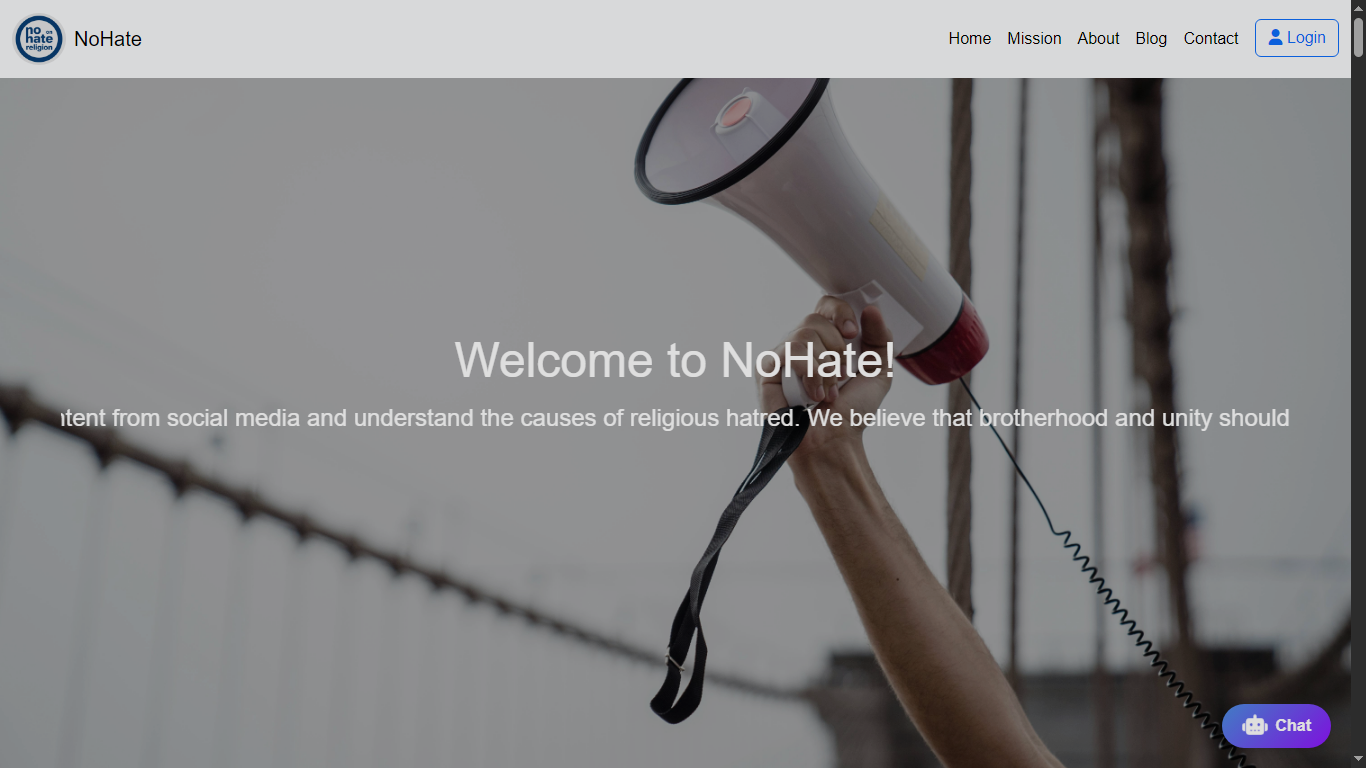 no on
hate
religion
NoHate
Home Mission About Blog Contact Login
Welcome to NoHate!
from social media and understand the causes of religious hatred. We believe that brotherhood and unity should
Chat